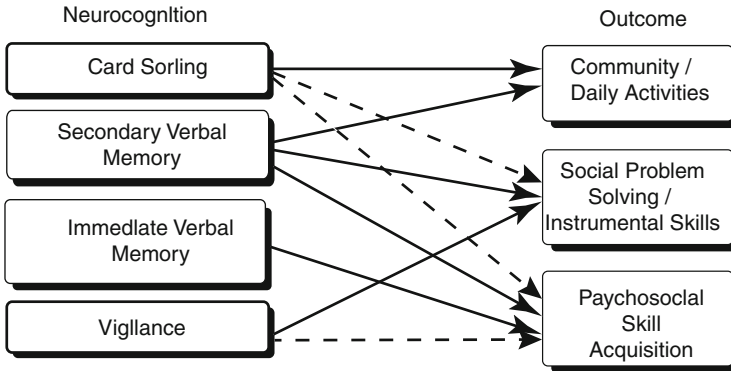 Neurocognltion
Outcome
Card Sorling
Secondary Verbal
Memory
Immedlate Verbal
Memory
Vigllance
Community /
Daily Activities
Social Problem
Solving /
Instrumental Skills
Paychosoclal
Skill
Acquisition